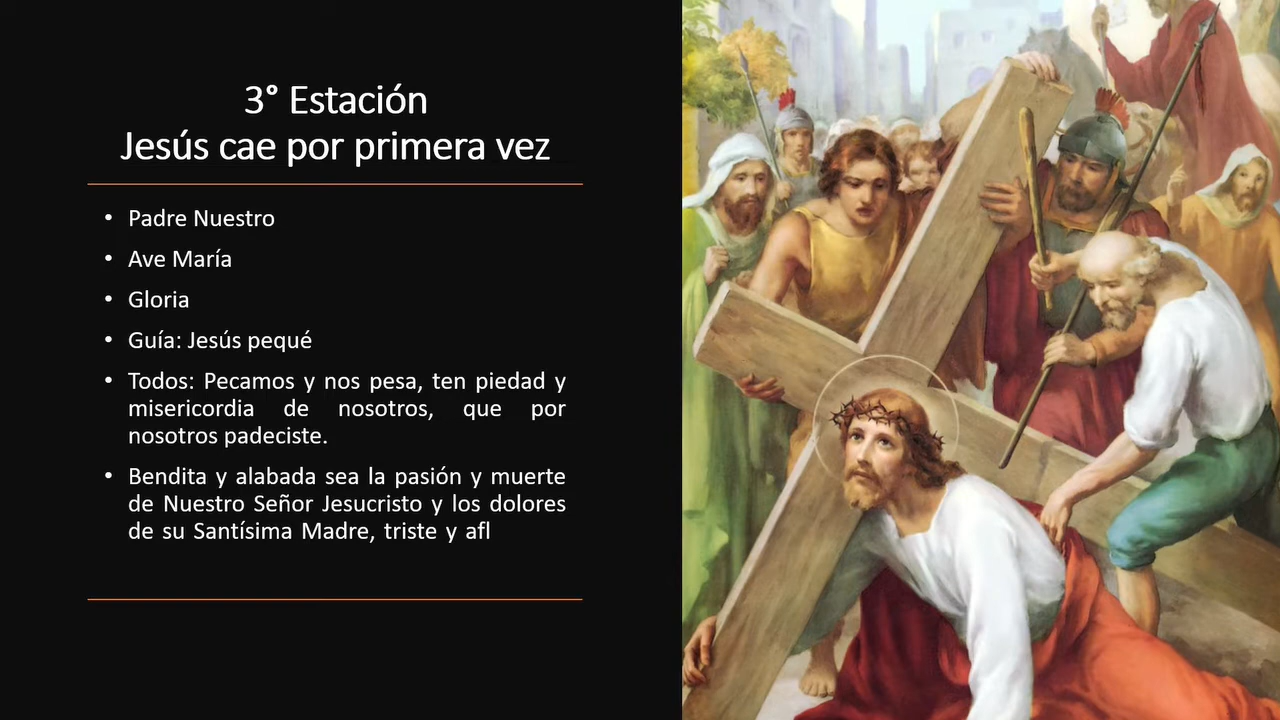 3° Estación
Jesús cae por primera vez
• Padre Nuestro
• Ave María
• Gloria
• Guía: Jesús pequé
• Todos: Pecamos y nos pesa, ten piedad y
misericordia de nosotros, que por
nosotros padeciste.
• Bendita y alabada sea la pasión y muerte
de Nuestro Señor Jesucristo y los dolores
de su Santísima Madre, triste y afl